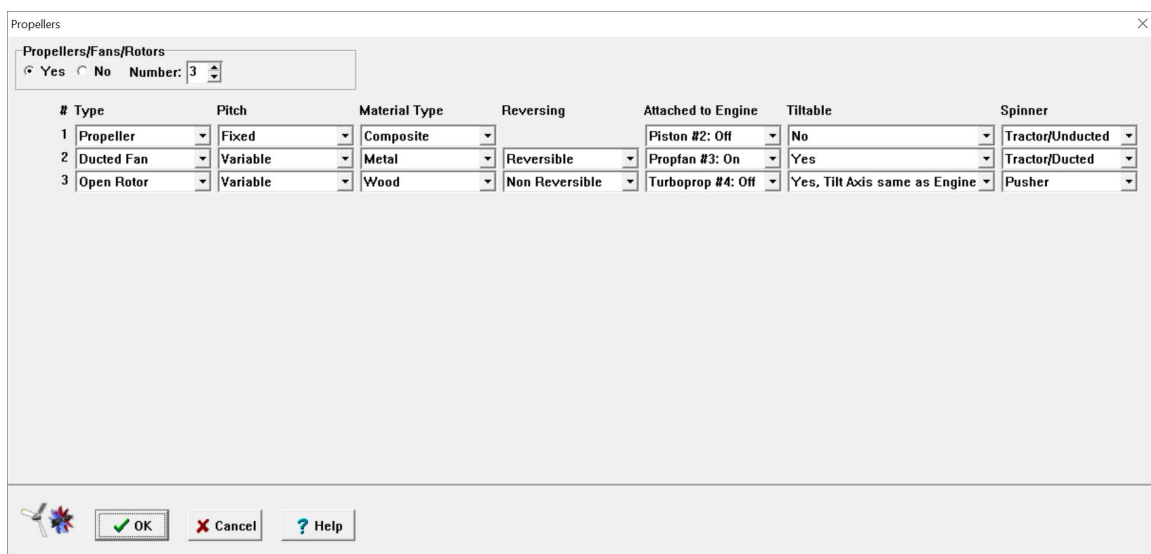 Propellers
Propellers/Fans/Rotors
Yes No Number: 3
# Type Pitch Material Type Reversing Attached to Engine Tiltable Spinner
1 Propeller Fixed Composite Piston #2: Off No Tractor/Unducted
2 Ducted Fan Variable Metal Reversible Propfan #3: On Yes Tractor/Ducted
3 Open Rotor Variable Wood Non Reversible Turboprop #4: Off Yes, Tilt Axis same as Engine Pusher
OK Cancel ? Help